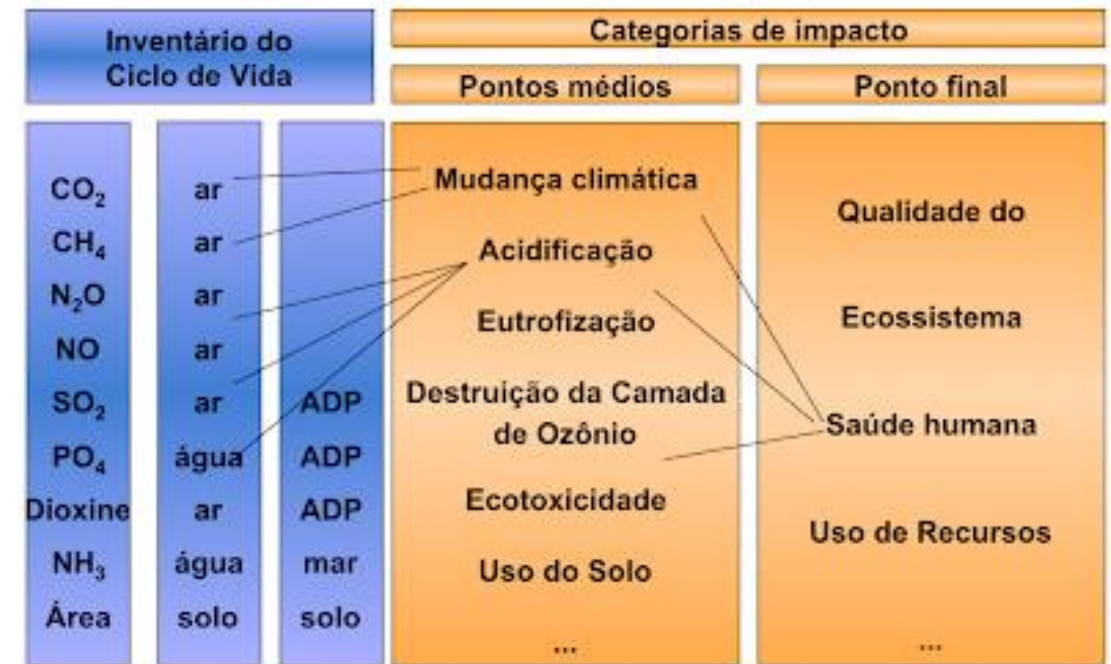 Inventário do
Ciclo de Vida
Categorias de impacto
Pontos médios
Ponto final
CO₂ ar
CH₄ ar
N₂O ar
NO ar
SO₂ ar ADP
PO₄ água ADP
Dioxine ar ADP
NH₃ água mar
Área solo solo
Mudança climática
Acidificação
Eutrofização
Destruição da Camada
de Ozônio
Ecotoxicidade
Uso do Solo
...
Qualidade do
Ecossistema
Saúde humana
Uso de Recursos
...